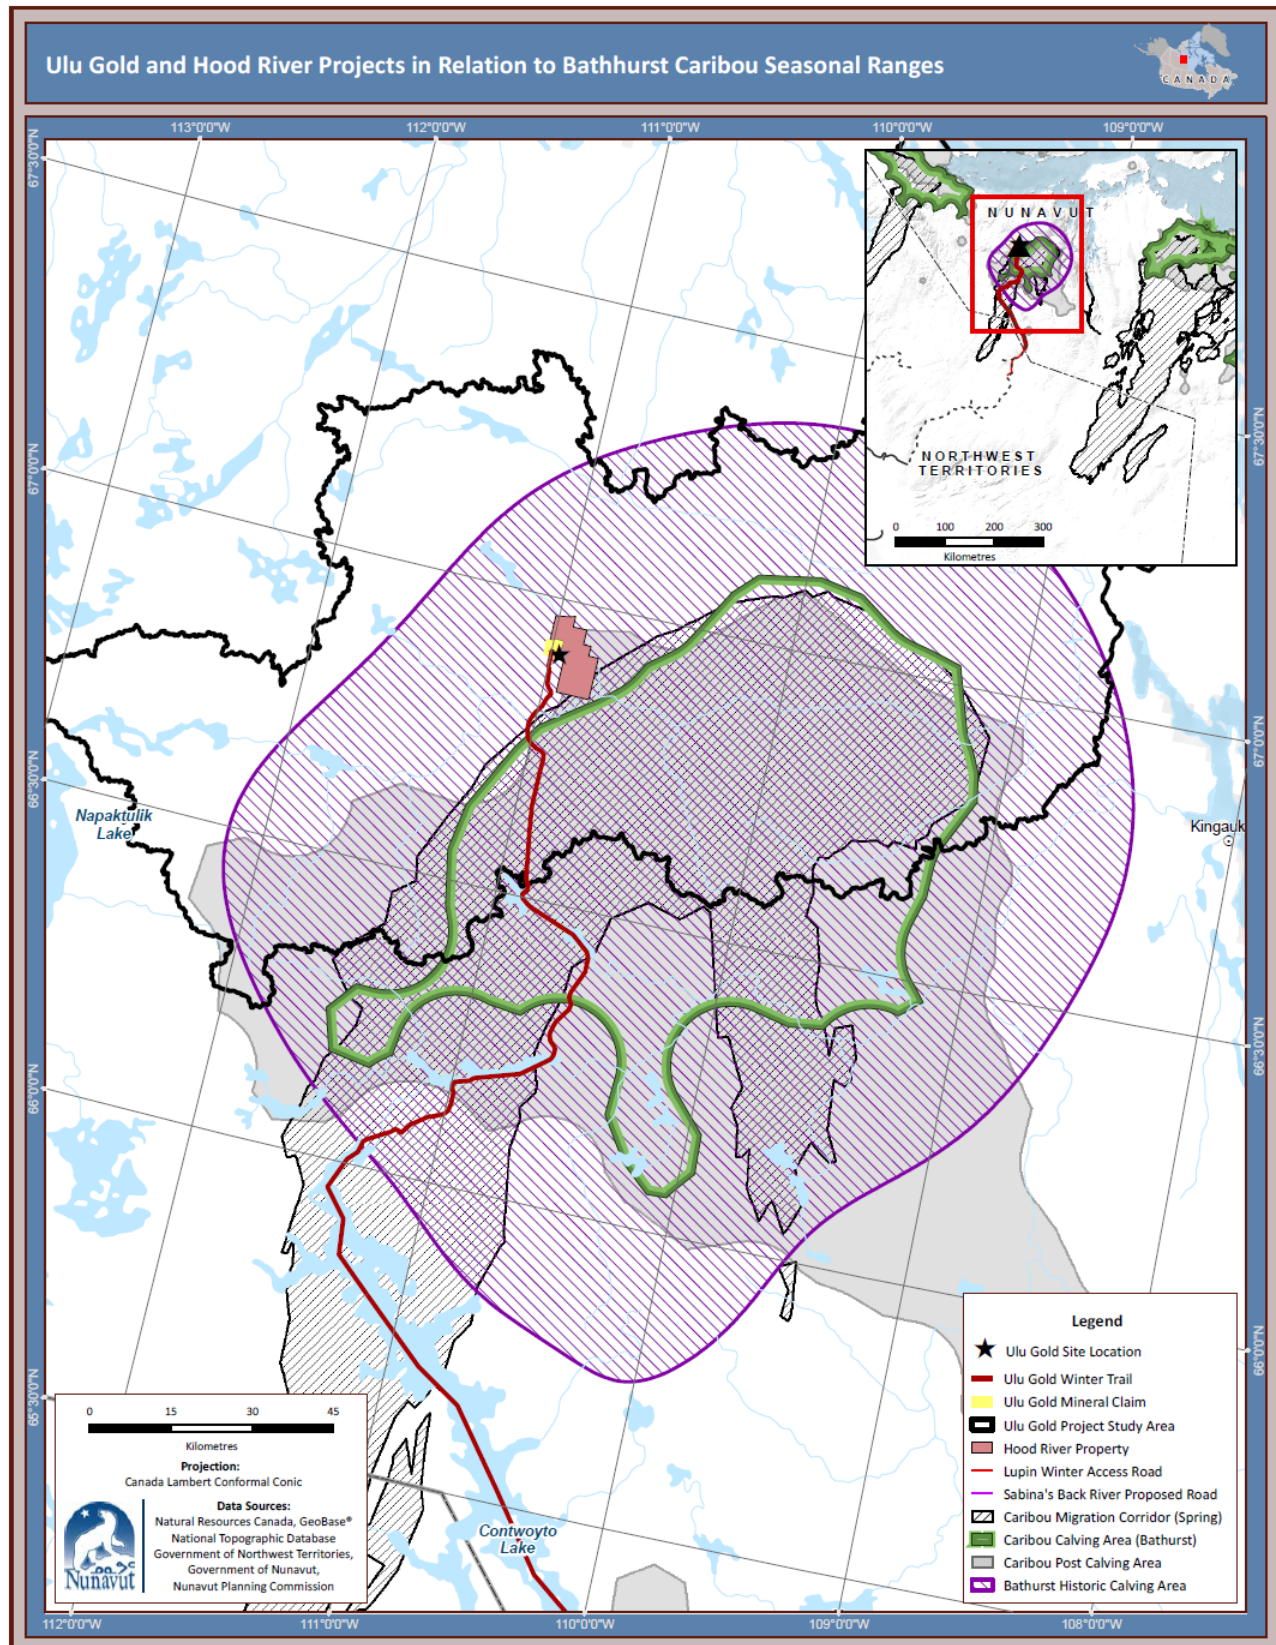 Ulu Gold and Hood River Projects in Relation to Bathhurst Caribou Seasonal Ranges
CANADA
113°0'0"W
112°0'0"W
111°0'0"W
110°0'0"W
109°0'0"W
67°30'0"N
67°0'0"N
66°30'0"N
66°0'0"N
65°30'0"N
67°30'0"N
67°0'0"N
66°30'0"N
66°0'0"N
NUNAVUT
NORTHWEST
TERRITORIES
0 100 200 300
Kilometres
Napaktulik
Lake
Kingauk
Contwoyto
Lake
Legend
Ulu Gold Site Location
Ulu Gold Winter Trail
Ulu Gold Mineral Claim
Ulu Gold Project Study Area
Hood River Property
Lupin Winter Access Road
Sabina's Back River Proposed Road
Caribou Migration Corridor (Spring)
Caribou Calving Area (Bathurst)
Caribou Post Calving Area
Bathurst Historic Calving Area
0 15 30 45
Kilometres
Projection:
Canada Lambert Conformal Conic
Data Sources:
Natural Resources Canada, GeoBase®
National Topographic Database
Government of Northwest Territories,
Government of Nunavut,
Nunavut Planning Commission
Nunavut
112°0'0"W
111°0'0"W
110°0'0"W
109°0'0"W
108°0'0"W